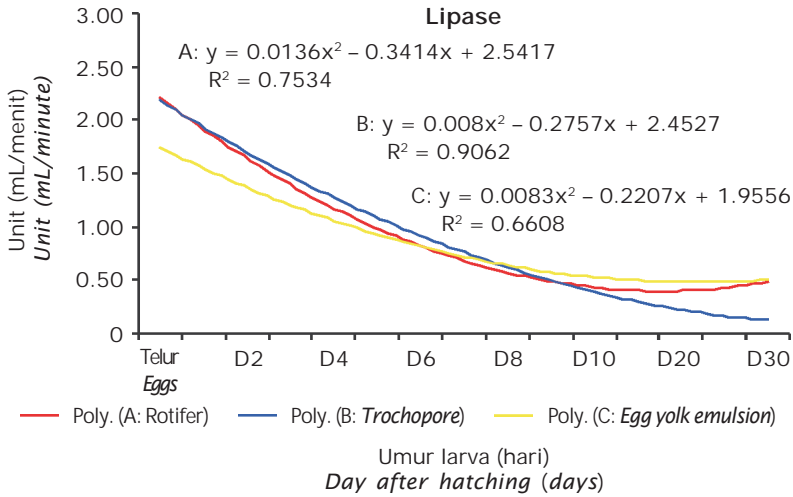 Lipase
3.00
2.50
2.00
1.50
1.00
0.50
0
Unit (mL/menit)
Unit (mL/minute)
A: y = 0.0136x² – 0.3414x + 2.5417
R² = 0.7534
B: y = 0.008x² – 0.2757x + 2.4527
R² = 0.9062
C: y = 0.0083x² – 0.2207x + 1.9556
R² = 0.6608
Telur D2 D4 D6 D8 D10 D20 D30
Eggs
Poly. (A: Rotifer) Poly. (B: Trochopore) Poly. (C: Egg yolk emulsion)
Umur larva (hari)
Day after hatching (days)